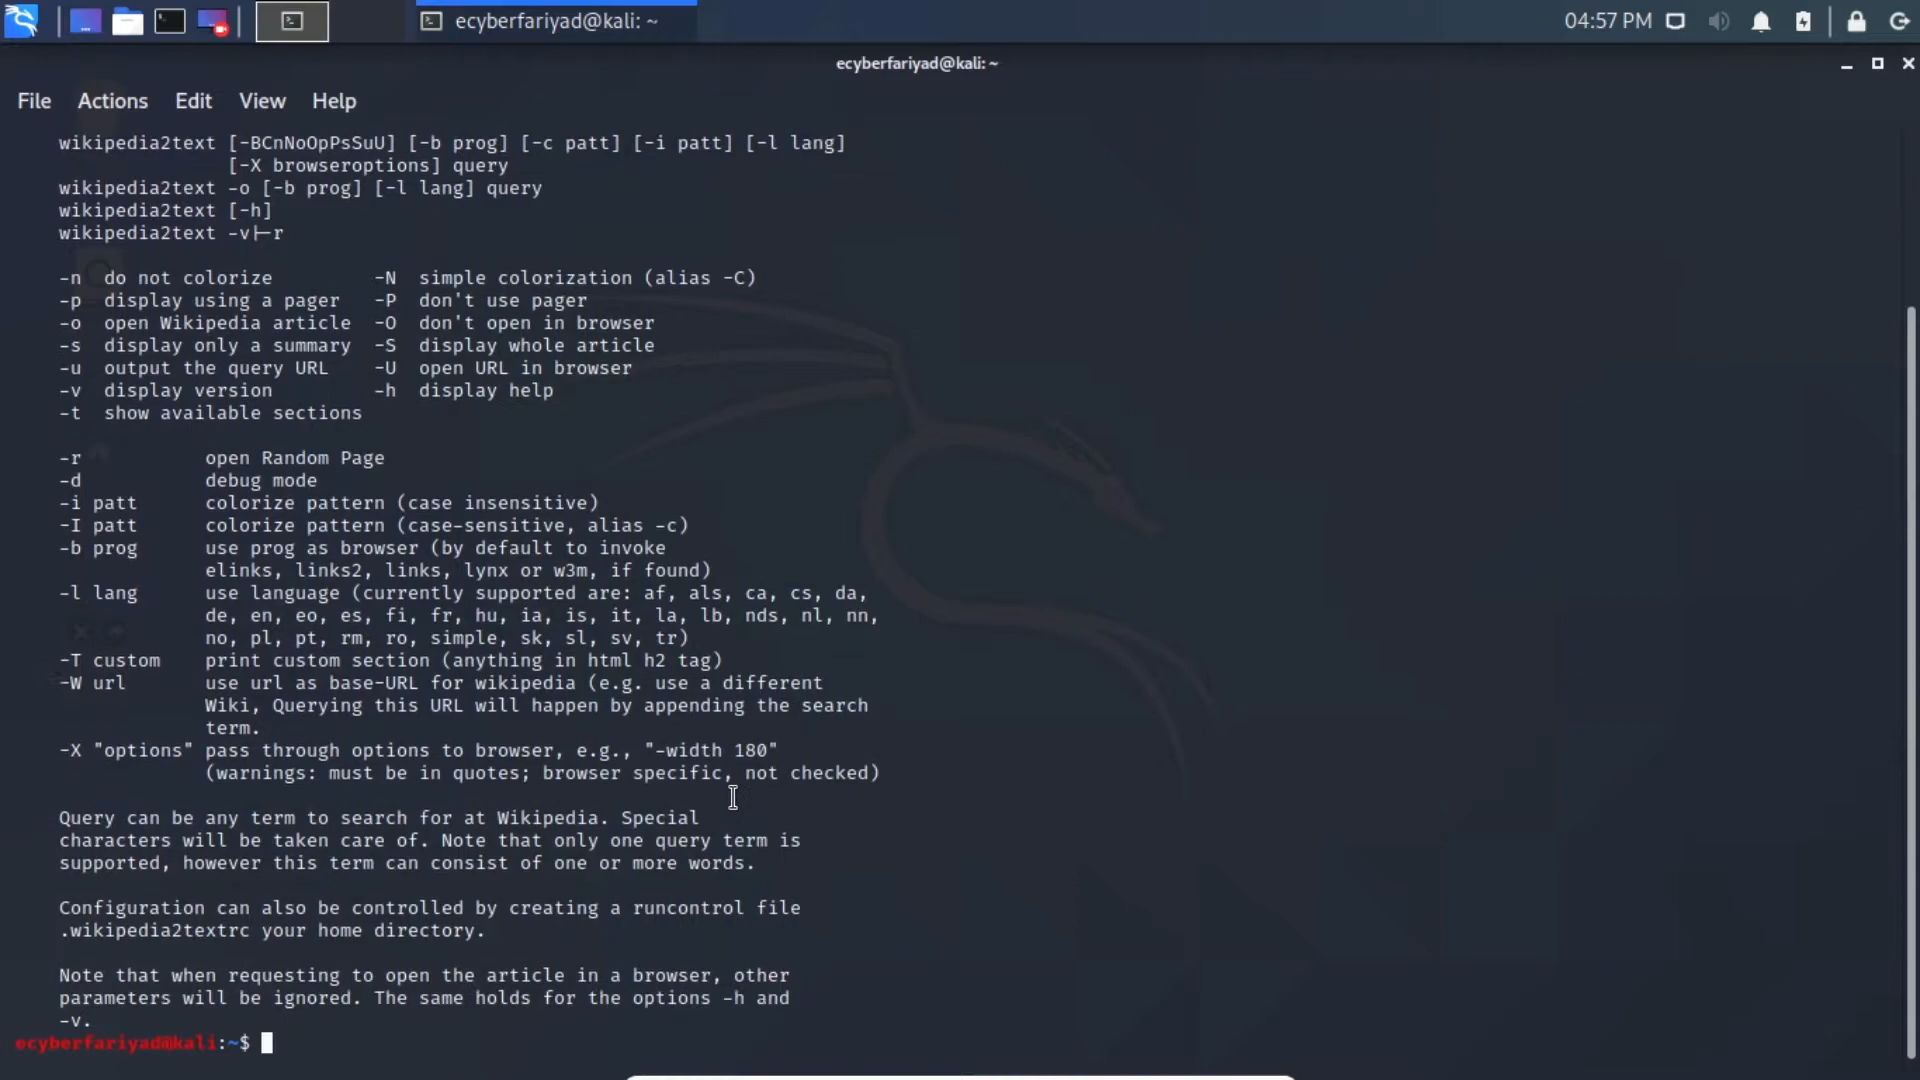 ecyberfariyad@kali: ~
04:57 PM
ecyberfariyad@kali: ~
File Actions Edit View Help
wikipedia2text [-BCnNoOpPsSuU] [-b prog] [-c patt] [-i patt] [-l lang]
[-X browseroptions] query
wikipedia2text -o [-b prog] [-l lang] query
wikipedia2text [-h]
wikipedia2text -v|-r
-n do not colorize -N simple colorization (alias -C)
-p display using a pager -P don't use pager
-o open Wikipedia article -O don't open in browser
-s display only a summary -S display whole article
-u output the query URL -U open URL in browser
-v display version -h display help
-t show available sections
-r open Random Page
-d debug mode
-i patt colorize pattern (case insensitive)
-I patt colorize pattern (case-sensitive, alias -c)
-b prog use prog as browser (by default to invoke
elinks, links2, links, lynx or w3m, if found)
-l lang use language (currently supported are: af, als, ca, cs, da,
de, en, eo, es, fi, fr, hu, ia, is, it, la, lb, nds, nl, nn,
no, pl, pt, rm, ro, simple, sk, sl, sv, tr)
-T custom print custom section (anything in html h2 tag)
-W url use url as base-URL for wikipedia (e.g. use a different
Wiki, Querying this URL will happen by appending the search
term.
-X "options" pass through options to browser, e.g., "-width 180"
(warnings: must be in quotes; browser specific, not checked)
Query can be any term to search for at Wikipedia. Special
characters will be taken care of. Note that only one query term is
supported, however this term can consist of one or more words.
Configuration can also be controlled by creating a runcontrol file
.wikipedia2textrc your home directory.
Note that when requesting to open the article in a browser, other
parameters will be ignored. The same holds for the options -h and
-v.
ecyberfariyad@kali:~$